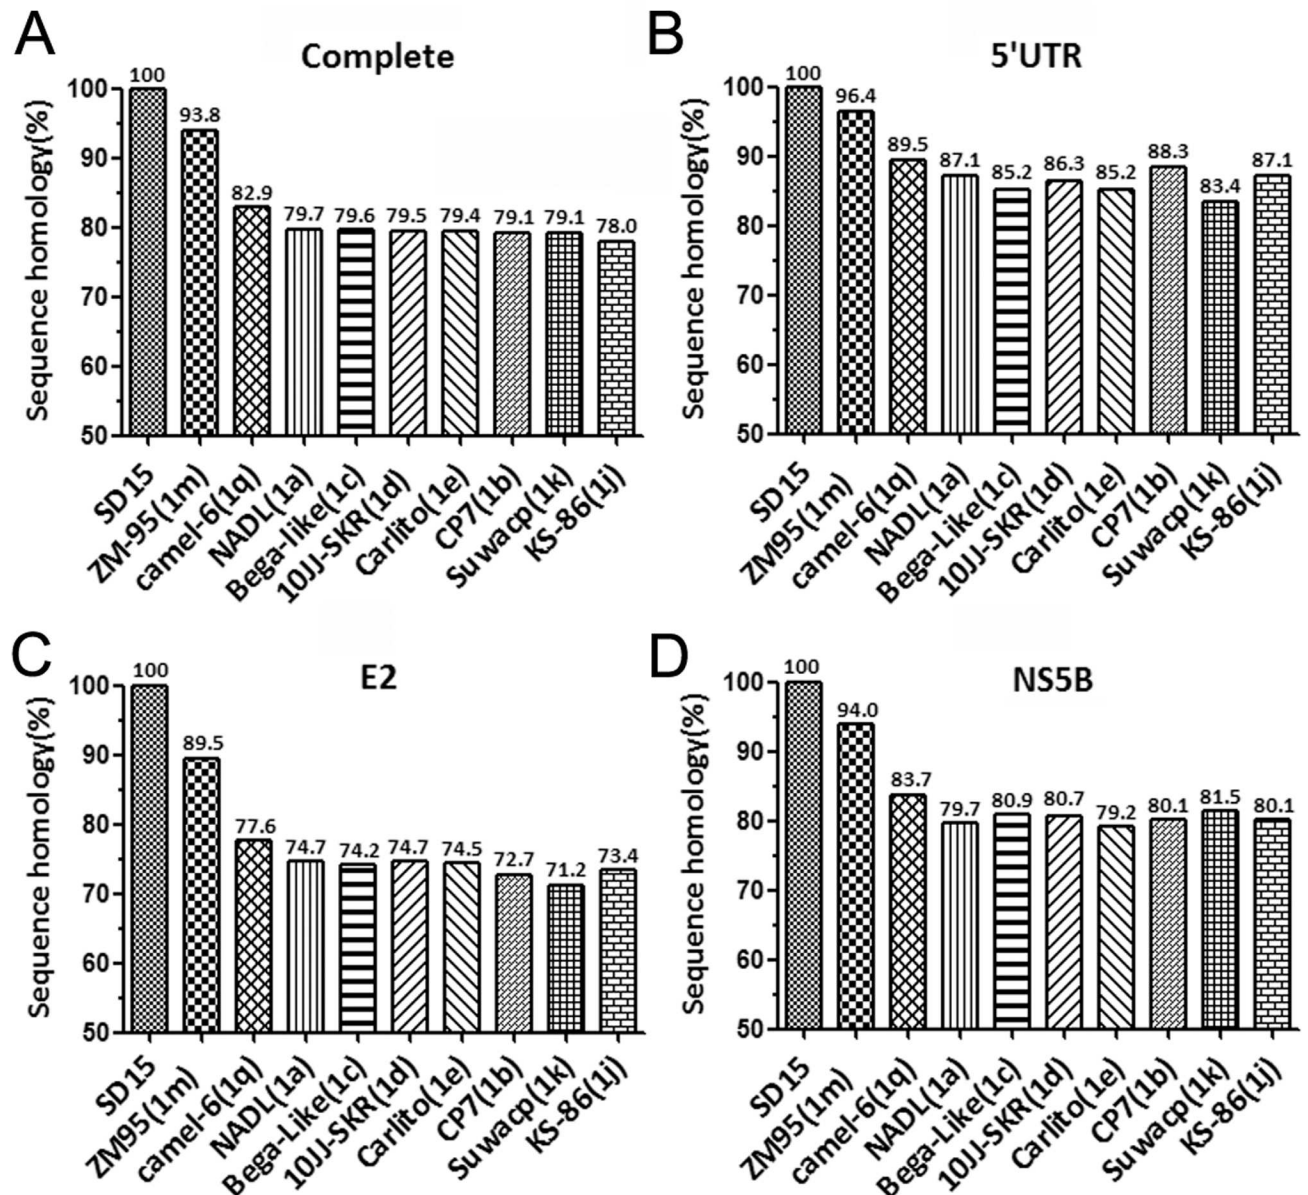 A
Complete
Sequence homology(%)
100
90
80
70
60
50
100
93.8
82.9
79.7
79.6
79.5
79.4
79.1
79.1
78.0
SD15
ZM-95(1m)
camel-6(1q)
NADL(1a)
Bega-like(1c)
10JJ-SKR(1d)
Carlito(1e)
CP7(1b)
Suwacp(1k)
KS-86(1j)
B
5'UTR
Sequence homology(%)
100
90
80
70
60
50
100
96.4
89.5
87.1
85.2
86.3
85.2
88.3
83.4
87.1
SD15
ZM95(1m)
camel-6(1q)
NADL(1a)
Bega-Like(1c)
10JJ-SKR(1d)
Carlito(1e)
CP7(1b)
Suwacp(1k)
KS-86(1j)
C
E2
Sequence homology(%)
100
90
80
70
60
50
100
89.5
77.6
74.7
74.2
74.7
74.5
72.7
71.2
73.4
SD15
ZM95(1m)
camel-6(1q)
NADL(1a)
Bega-Like(1c)
10JJ-SKR(1d)
Carlito(1e)
CP7(1b)
Suwacp(1k)
KS-86(1j)
D
NS5B
Sequence homology(%)
100
90
80
70
60
50
100
94.0
83.7
79.7
80.9
80.7
79.2
80.1
81.5
80.1
SD15
ZM95(1m)
camel-6(1q)
NADL(1a)
Bega-Like(1c)
10JJ-SKR(1d)
Carlito(1e)
CP7(1b)
Suwacp(1k)
KS-86(1j)